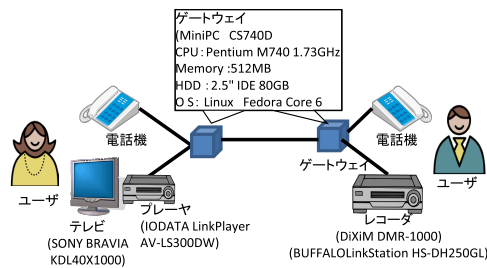 ゲートウェイ
(MiniPC CS740D
CPU：Pentium M740 1.73GHz
Memory :512MB
HDD：2.5" IDE 80GB
OS：Linux Fedora Core 6
電話機
電話機
ゲートウェイ
ユーザ
ユーザ
テレビ
(SONY BRAVIA
KDL40X1000)
プレーヤ
(IODATA LinkPlayer
AV-LS300DW)
レコータ
(DiXiM DMR-1000)
(BUFFALOLinkStation HS-DH250GL)